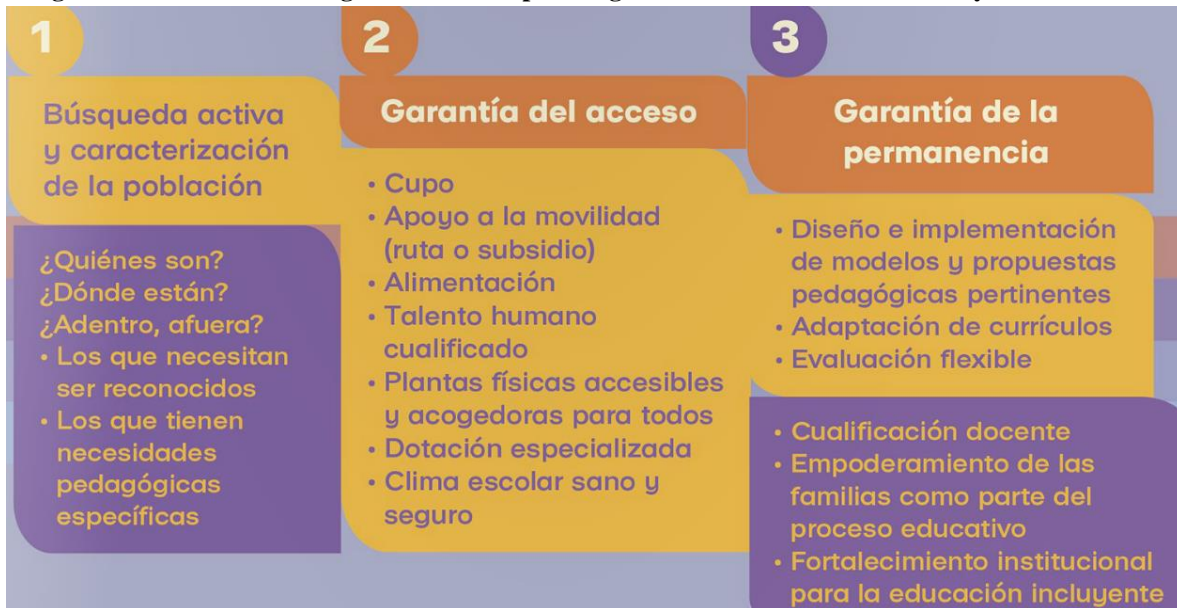 1
Búsqueda activa
y caracterización
de la población
¿Quiénes son?
¿Dónde están?
¿Adentro, afuera?
• Los que necesitan
ser reconocidos
• Los que tienen
necesidades
pedagógicas
específicas
2
Garantía del acceso
• Cupo
• Apoyo a la movilidad
(ruta o subsidio)
• Alimentación
• Talento humano
cualificado
• Plantas físicas accesibles
y acogedoras para todos
• Dotación especializada
• Clima escolar sano y
seguro
3
Garantía de la
permanencia
• Diseño e implementación
de modelos y propuestas
pedagógicas pertinentes
• Adaptación de currículos
• Evaluación flexible
• Cualificación docente
• Empoderamiento de las
familias como parte del
proceso educativo
• Fortalecimiento institucional
para la educación incluyente